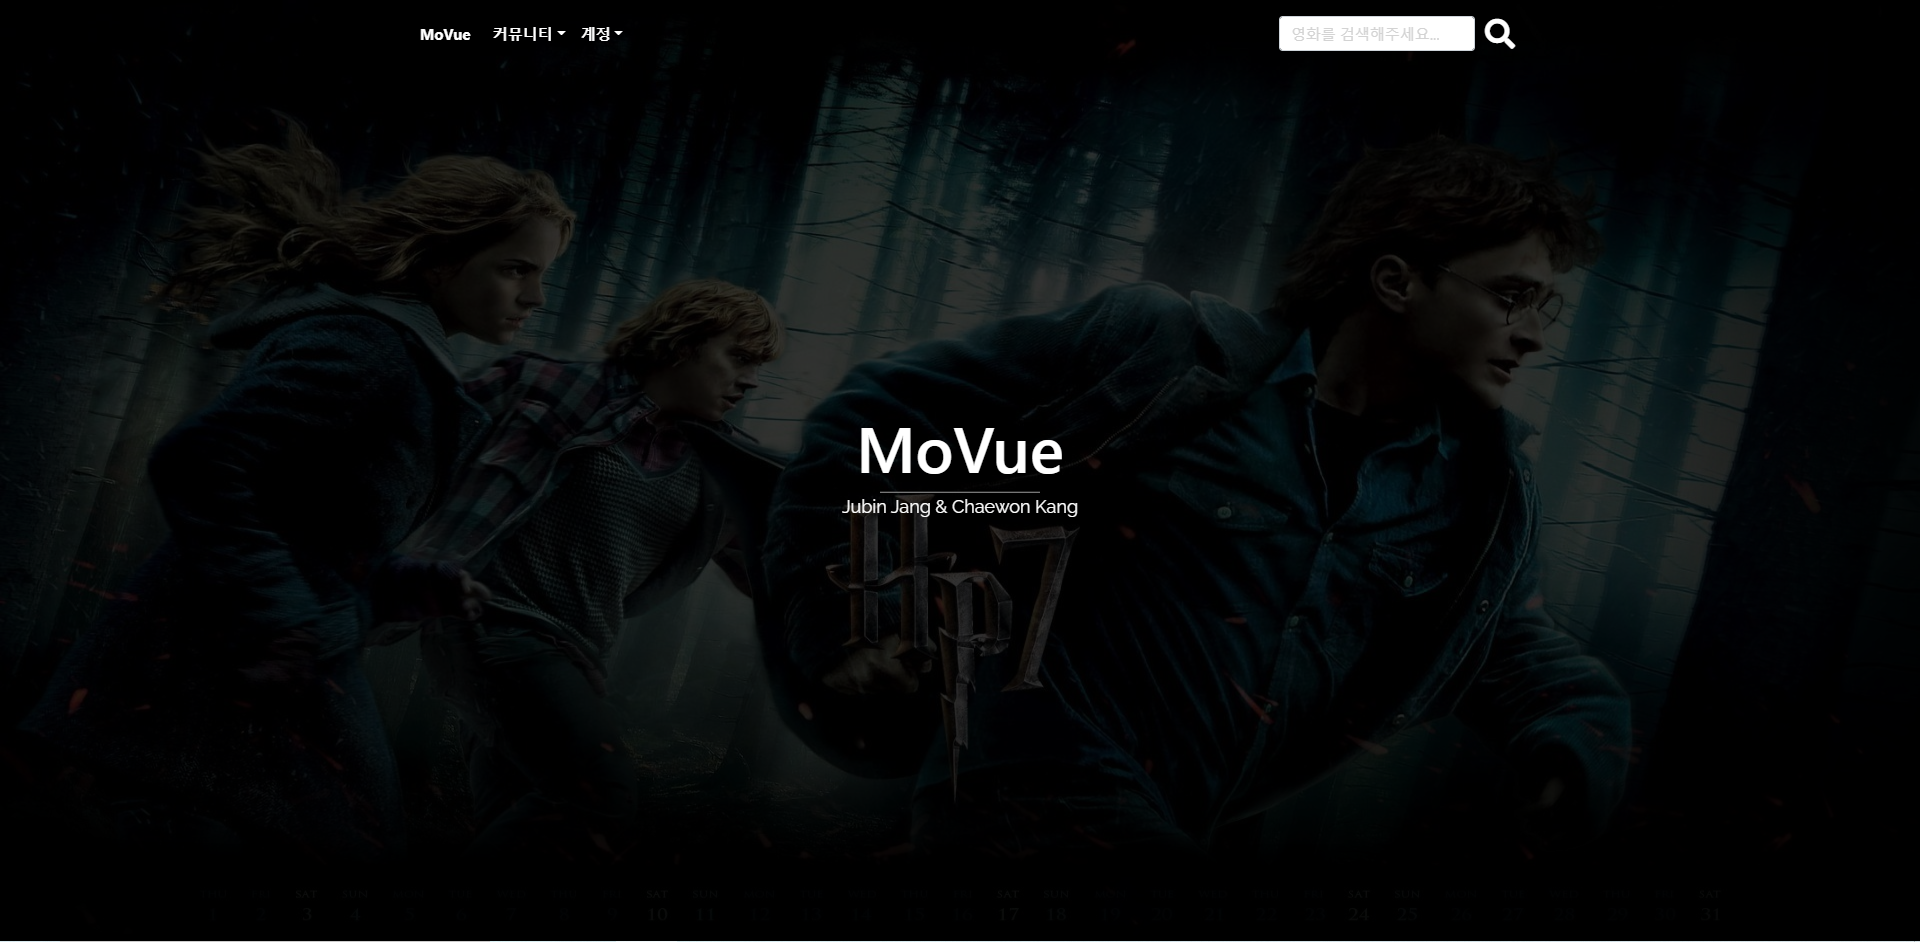 MoVue 커뮤니티 계정 영화를 검색해주세요...
MoVue
Jubin Jang & Chaewon Kang
HP7
SAT SUN SAT SUN SAT SUN SAT SUN SAT
3 4 10 11 17 18 24 25 31